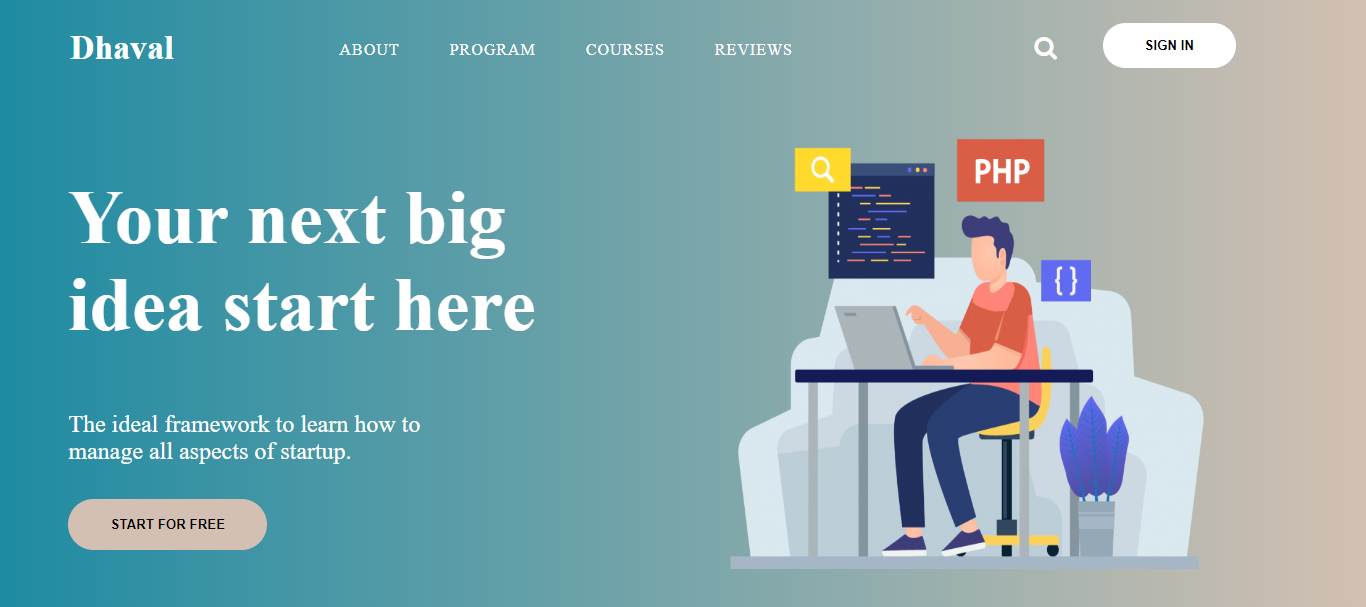 Dhaval
ABOUT PROGRAM COURSES REVIEWS
SIGN IN
PHP
Your next big
idea start here
{ }
The ideal framework to learn how to
manage all aspects of startup.
START FOR FREE